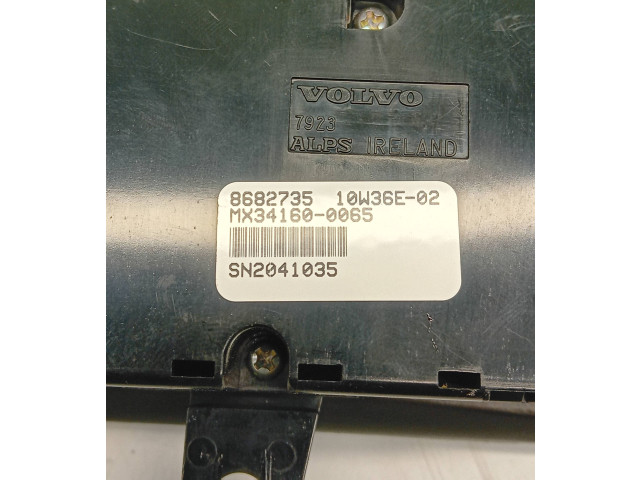 VOLVO
7923
ALPS IRELAND
8682735 10W36E-02
MX34160-0065
SN2041035